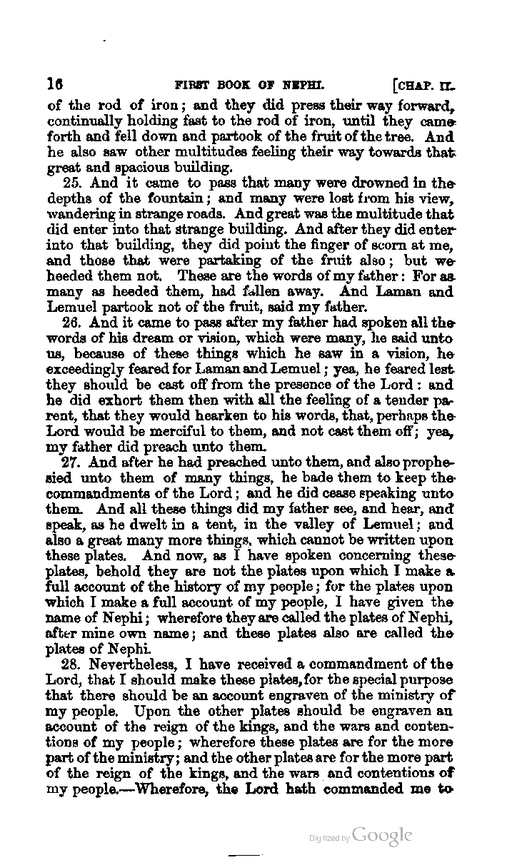 16 FIRST BOOK OF NEPHI. [CHAP. II.
of the rod of iron; and they did press their way forward,
continually holding fast to the rod of iron, until they came
forth and fell down and partook of the fruit of the tree. And
he also saw other multitudes feeling their way towards that
great and spacious building.
25. And it came to pass that many were drowned in the
depths of the fountain; and many were lost from his view,
wandering in strange roads. And great was the multitude that
did enter into that strange building. And after they did enter
into that building, they did point the finger of scorn at me,
and those that were partaking of the fruit also; but we
heeded them not. These are the words of my father: For as
many as heeded them, had fallen away. And Laman and
Lemuel partook not of the fruit, said my father.
26. And it came to pass after my father had spoken all the
words of his dream or vision, which were many, he said unto
us, because of these things which he saw in a vision, he
exceedingly feared for Laman and Lemuel; yea, he feared lest
they should be cast off from the presence of the Lord: and
he did exhort them then with all the feeling of a tender pa-
rent, that they would hearken to his words, that, perhaps the
Lord would be merciful to them, and not cast them off; yea,
my father did preach unto them.
27. And after he had preached unto them, and also prophe-
sied unto them of many things, he bade them to keep the
commandments of the Lord; and he did cease speaking unto
them. And all these things did my father see, and hear, and
speak, as he dwelt in a tent, in the valley of Lemuel; and
also a great many more things, which cannot be written upon
these plates. And now, as I have spoken concerning these
plates, behold they are not the plates upon which I make a
full account of the history of my people; for the plates upon
which I make a full account of my people, I have given the
name of Nephi; wherefore they are called the plates of Nephi,
after mine own name; and these plates also are called the
plates of Nephi.
28. Nevertheless, I have received a commandment of the
Lord, that I should make these plates, for the special purpose
that there should be an account engraven of the ministry of
my people. Upon the other plates should be engraven an
account of the reign of the kings, and the wars and conten-
tions of my people; wherefore these plates are for the more
part of the ministry; and the other plates are for the more part
of the reign of the kings, and the wars and contentions of
my people.—Wherefore, the Lord hath commanded me to
Digitized by Google